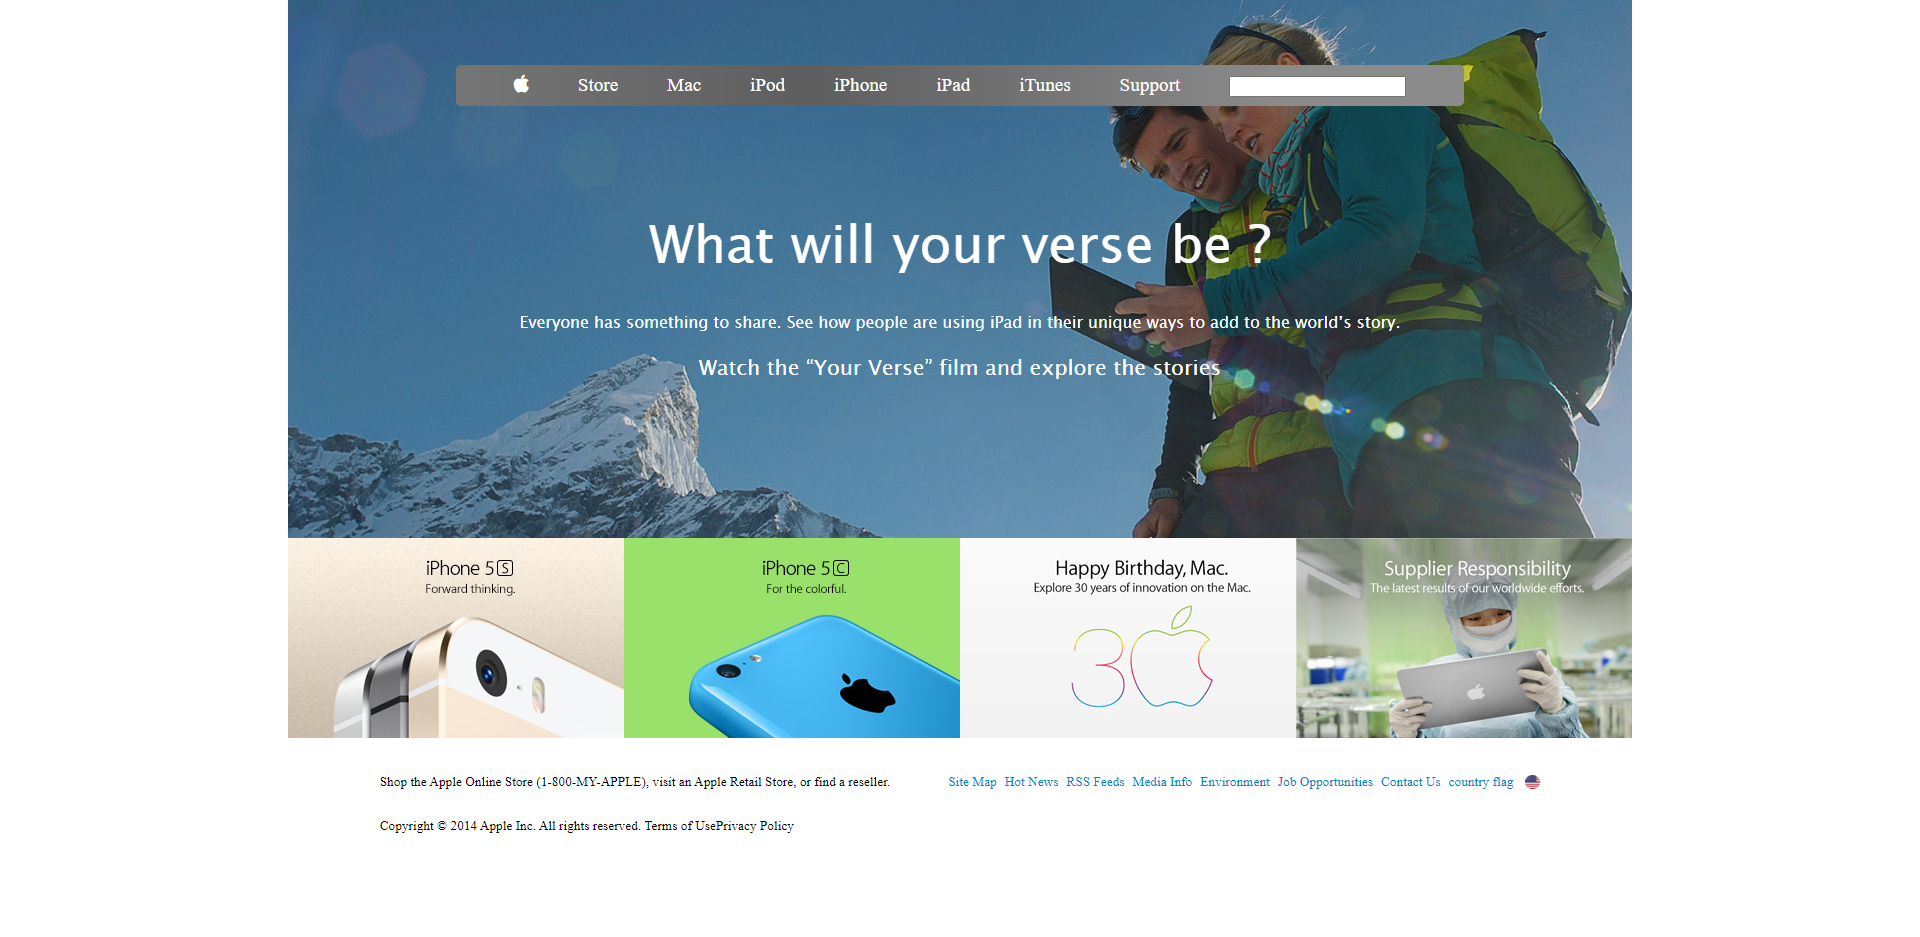 Store Mac iPod iPhone iPad iTunes Support
What will your verse be ?
Everyone has something to share. See how people are using iPad in their unique ways to add to the world’s story.
Watch the “Your Verse” film and explore the stories
iPhone 5S
Forward thinking.
iPhone 5C
For the colorful.
Happy Birthday, Mac.
Explore 30 years of innovation on the Mac.
30
Supplier Responsibility
The latest results of our worldwide efforts.
Shop the Apple Online Store (1-800-MY-APPLE), visit an Apple Retail Store, or find a reseller.
Site Map Hot News RSS Feeds Media Info Environment Job Opportunities Contact Us country flag
Copyright © 2014 Apple Inc. All rights reserved. Terms of UsePrivacy Policy